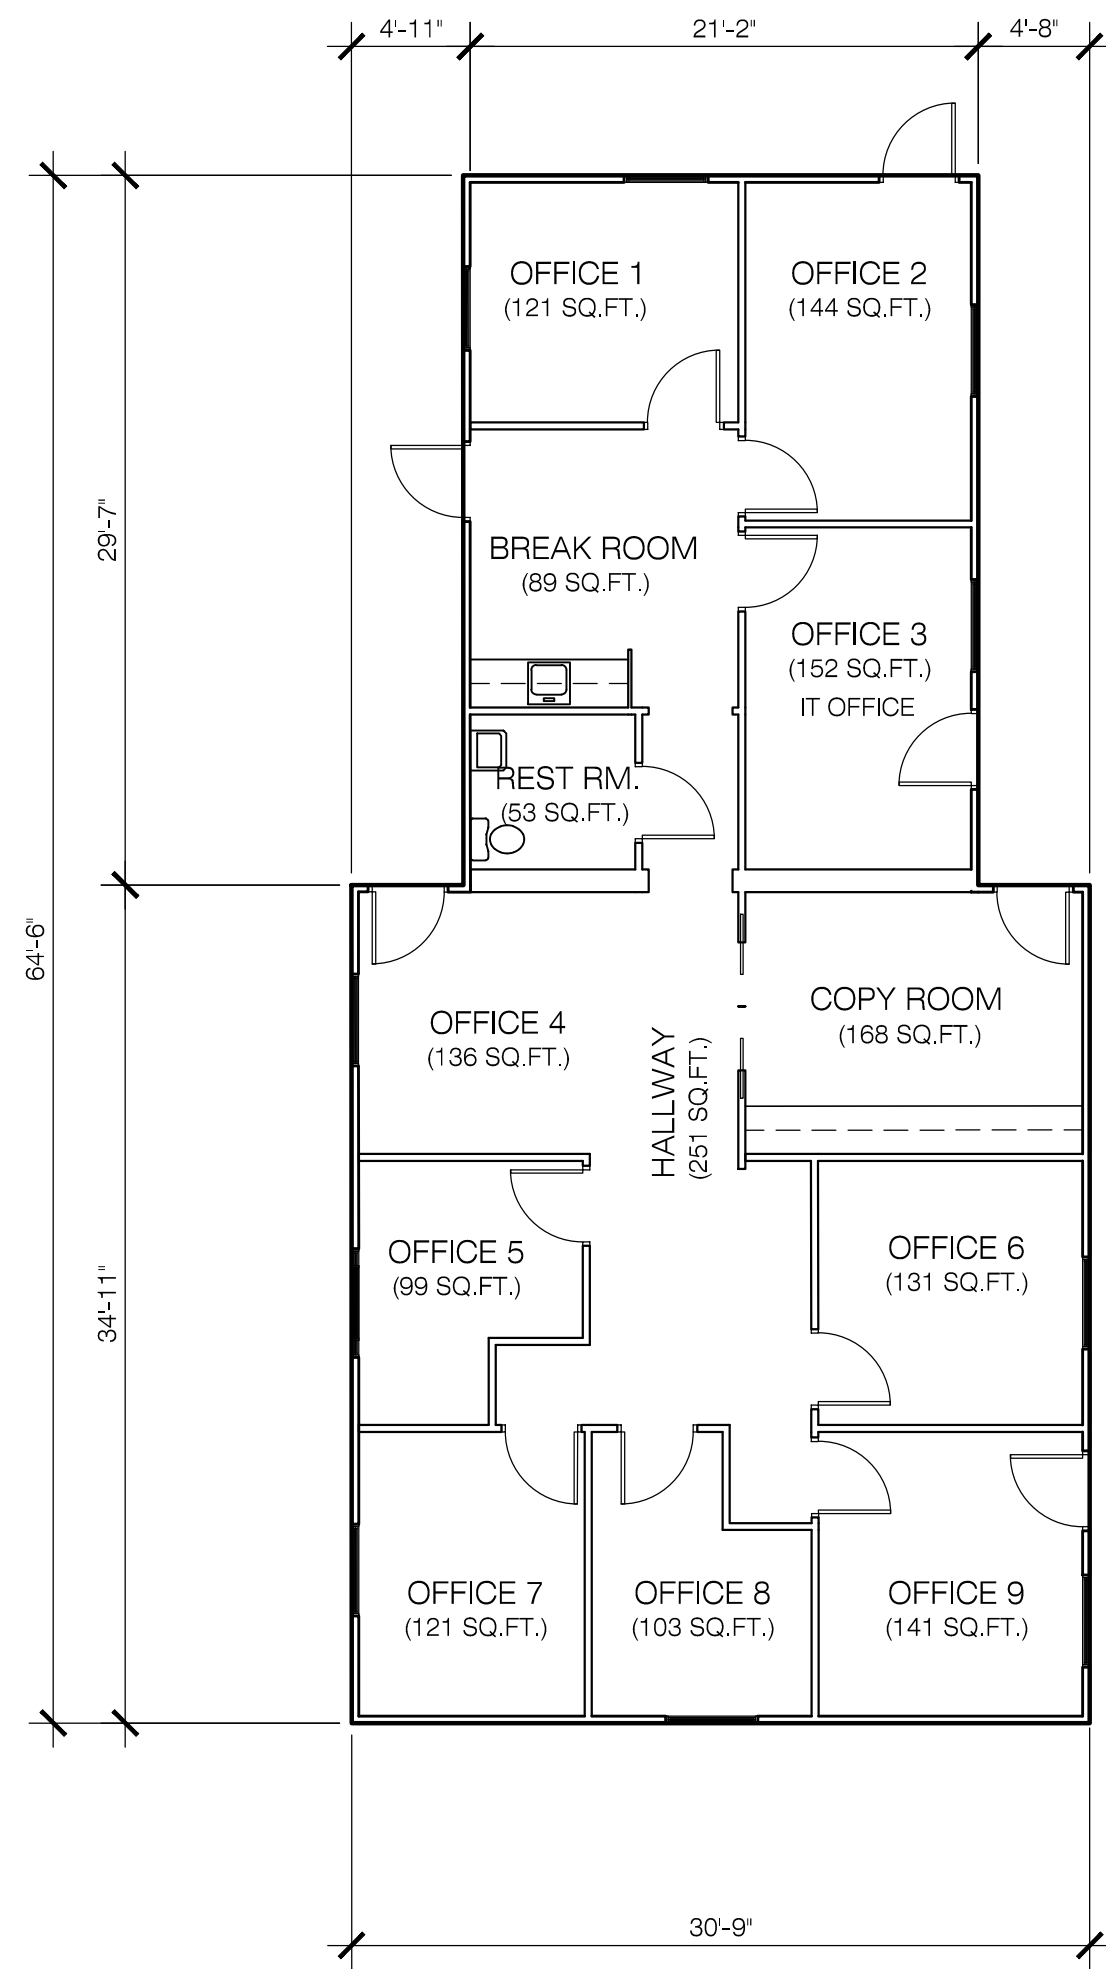 4'-11"
21'-2"
4'-8"
OFFICE 1
(121 SQ.FT.)
OFFICE 2
(144 SQ.FT.)
29'-7"
BREAK ROOM
(89 SQ.FT.)
OFFICE 3
(152 SQ.FT.)
IT OFFICE
REST RM.
(53 SQ.FT.)
64'-6"
OFFICE 4
(136 SQ.FT.)
HALLWAY
(251 SQ.FT.)
COPY ROOM
(168 SQ.FT.)
34'-11"
OFFICE 5
(99 SQ.FT.)
OFFICE 6
(131 SQ.FT.)
OFFICE 7
(121 SQ.FT.)
OFFICE 8
(103 SQ.FT.)
OFFICE 9
(141 SQ.FT.)
30'-9"